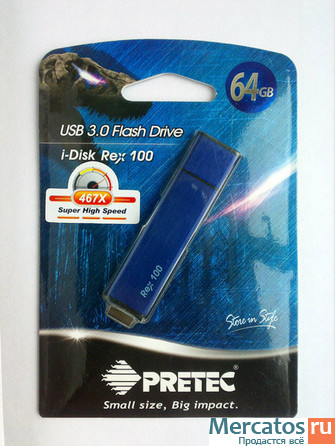 64GB
USB 3.0 Flash Drive
i-Disk Rex 100
467X
Super High Speed
Rex 100
Store in Style
PRETEC
Small size, Big impact.
Mercatos.ru
Продаётся всё